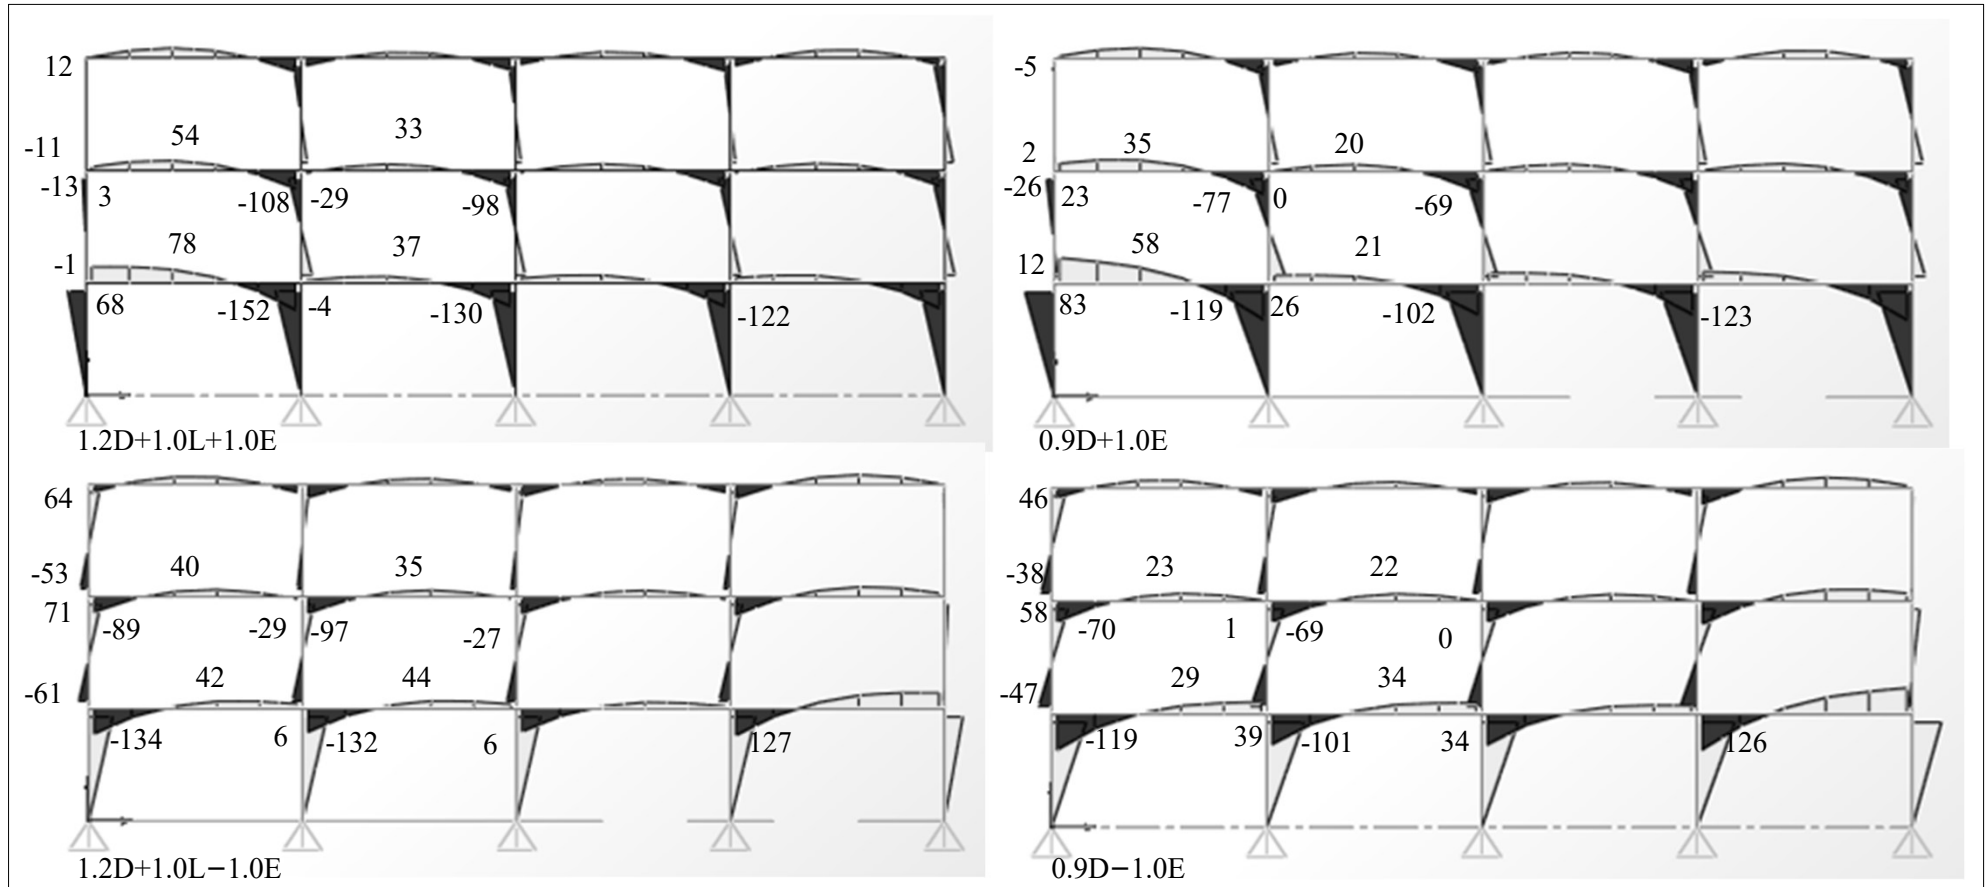 12
54 33
-11
-13 3 -108 -29 -98
78 37
-1
68 -152 -4 -130 -122
1.2D+1.0L+1.0E
-5
35 20
2
-26 23 -77 0 -69
58 21
12
83 -119 26 -102 -123
0.9D+1.0E
64
40 35
-53
71 -89 -29 -97 -27
42 44
-61
-134 6 -132 6 127
1.2D+1.0L−1.0E
46
23 22
-38
58 -70 1 -69 0
29 34
-47
-119 39 -101 34 126
0.9D−1.0E